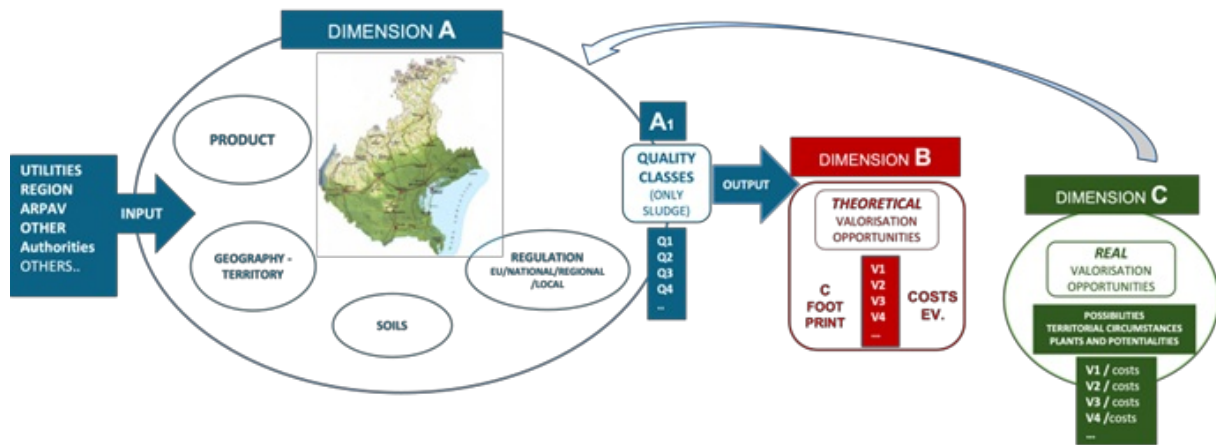 DIMENSION A
UTILITIES
REGION
ARPAV
OTHER
Authorities
OTHERS..
INPUT
PRODUCT
GEOGRAPHY -
TERRITORY
SOILS
REGULATION
EU/NATIONAL/REGIONAL
/LOCAL
A1
QUALITY
CLASSES
(ONLY
SLUDGE)
Q1
Q2
Q3
Q4
..
OUTPUT
DIMENSION B
THEORETICAL
VALORISATION
OPPORTUNITIES
C
FOOT
PRINT
V1
V2
V3
V4
...
COSTS
EV.
DIMENSION C
REAL
VALORISATION
OPPORTUNITIES
POSSIBILITIES
TERRITORIAL CIRCUMSTANCES
PLANTS AND POTENTIALITIES
V1 / costs
V2 / costs
V3 / costs
V4 /costs
...